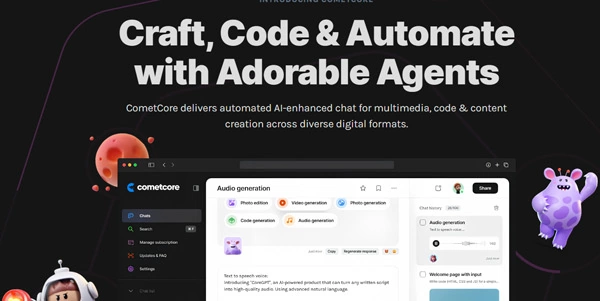 INTRODUCING COMETCORE
Craft, Code & Automate
with Adorable Agents
CometCore delivers automated AI-enhanced chat for multimedia, code & content
creation across diverse digital formats.
cometcore
Chats
Search
Manage subscription
Updates & FAQ
Settings
Audio generation
Share
Photo edition
Video generation
Photo generation
Code generation
Audio generation
Copy
Regenerate response
Text to speech voice:
Introducing "CoreGPT", an AI-powered product that can turn any written script
into high-quality audio. Using advanced natural language
Chat history
Audio generation
Text to speech voice...
Welcome page with input